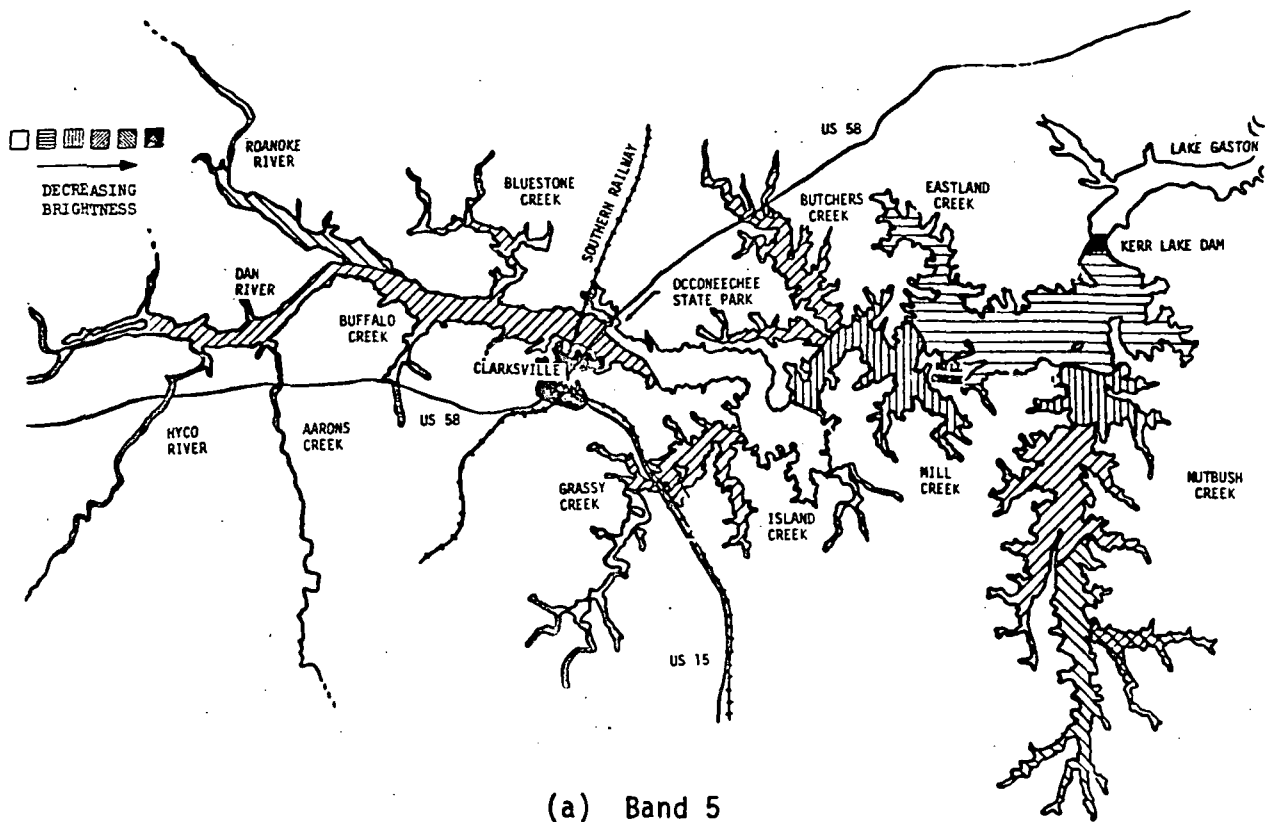 US 58
LAKE GASTON
ROANOKE
RIVER
BLUESTONE
CREEK
SOUTHERN RAILWAY
BUTCHERS
CREEK
EASTLAND
CREEK
DECREASING
BRIGHTNESS
KERR LAKE DAM
DAN
RIVER
OCCONEECHEE
STATE PARK
BUFFALO
CREEK
CLARKSVILLE
US 58
HYCO
RIVER
AARONS
CREEK
GRASSY
CREEK
MILL
CREEK
NUTBUSH
CREEK
ISLAND
CREEK
US 15
(a) Band 5